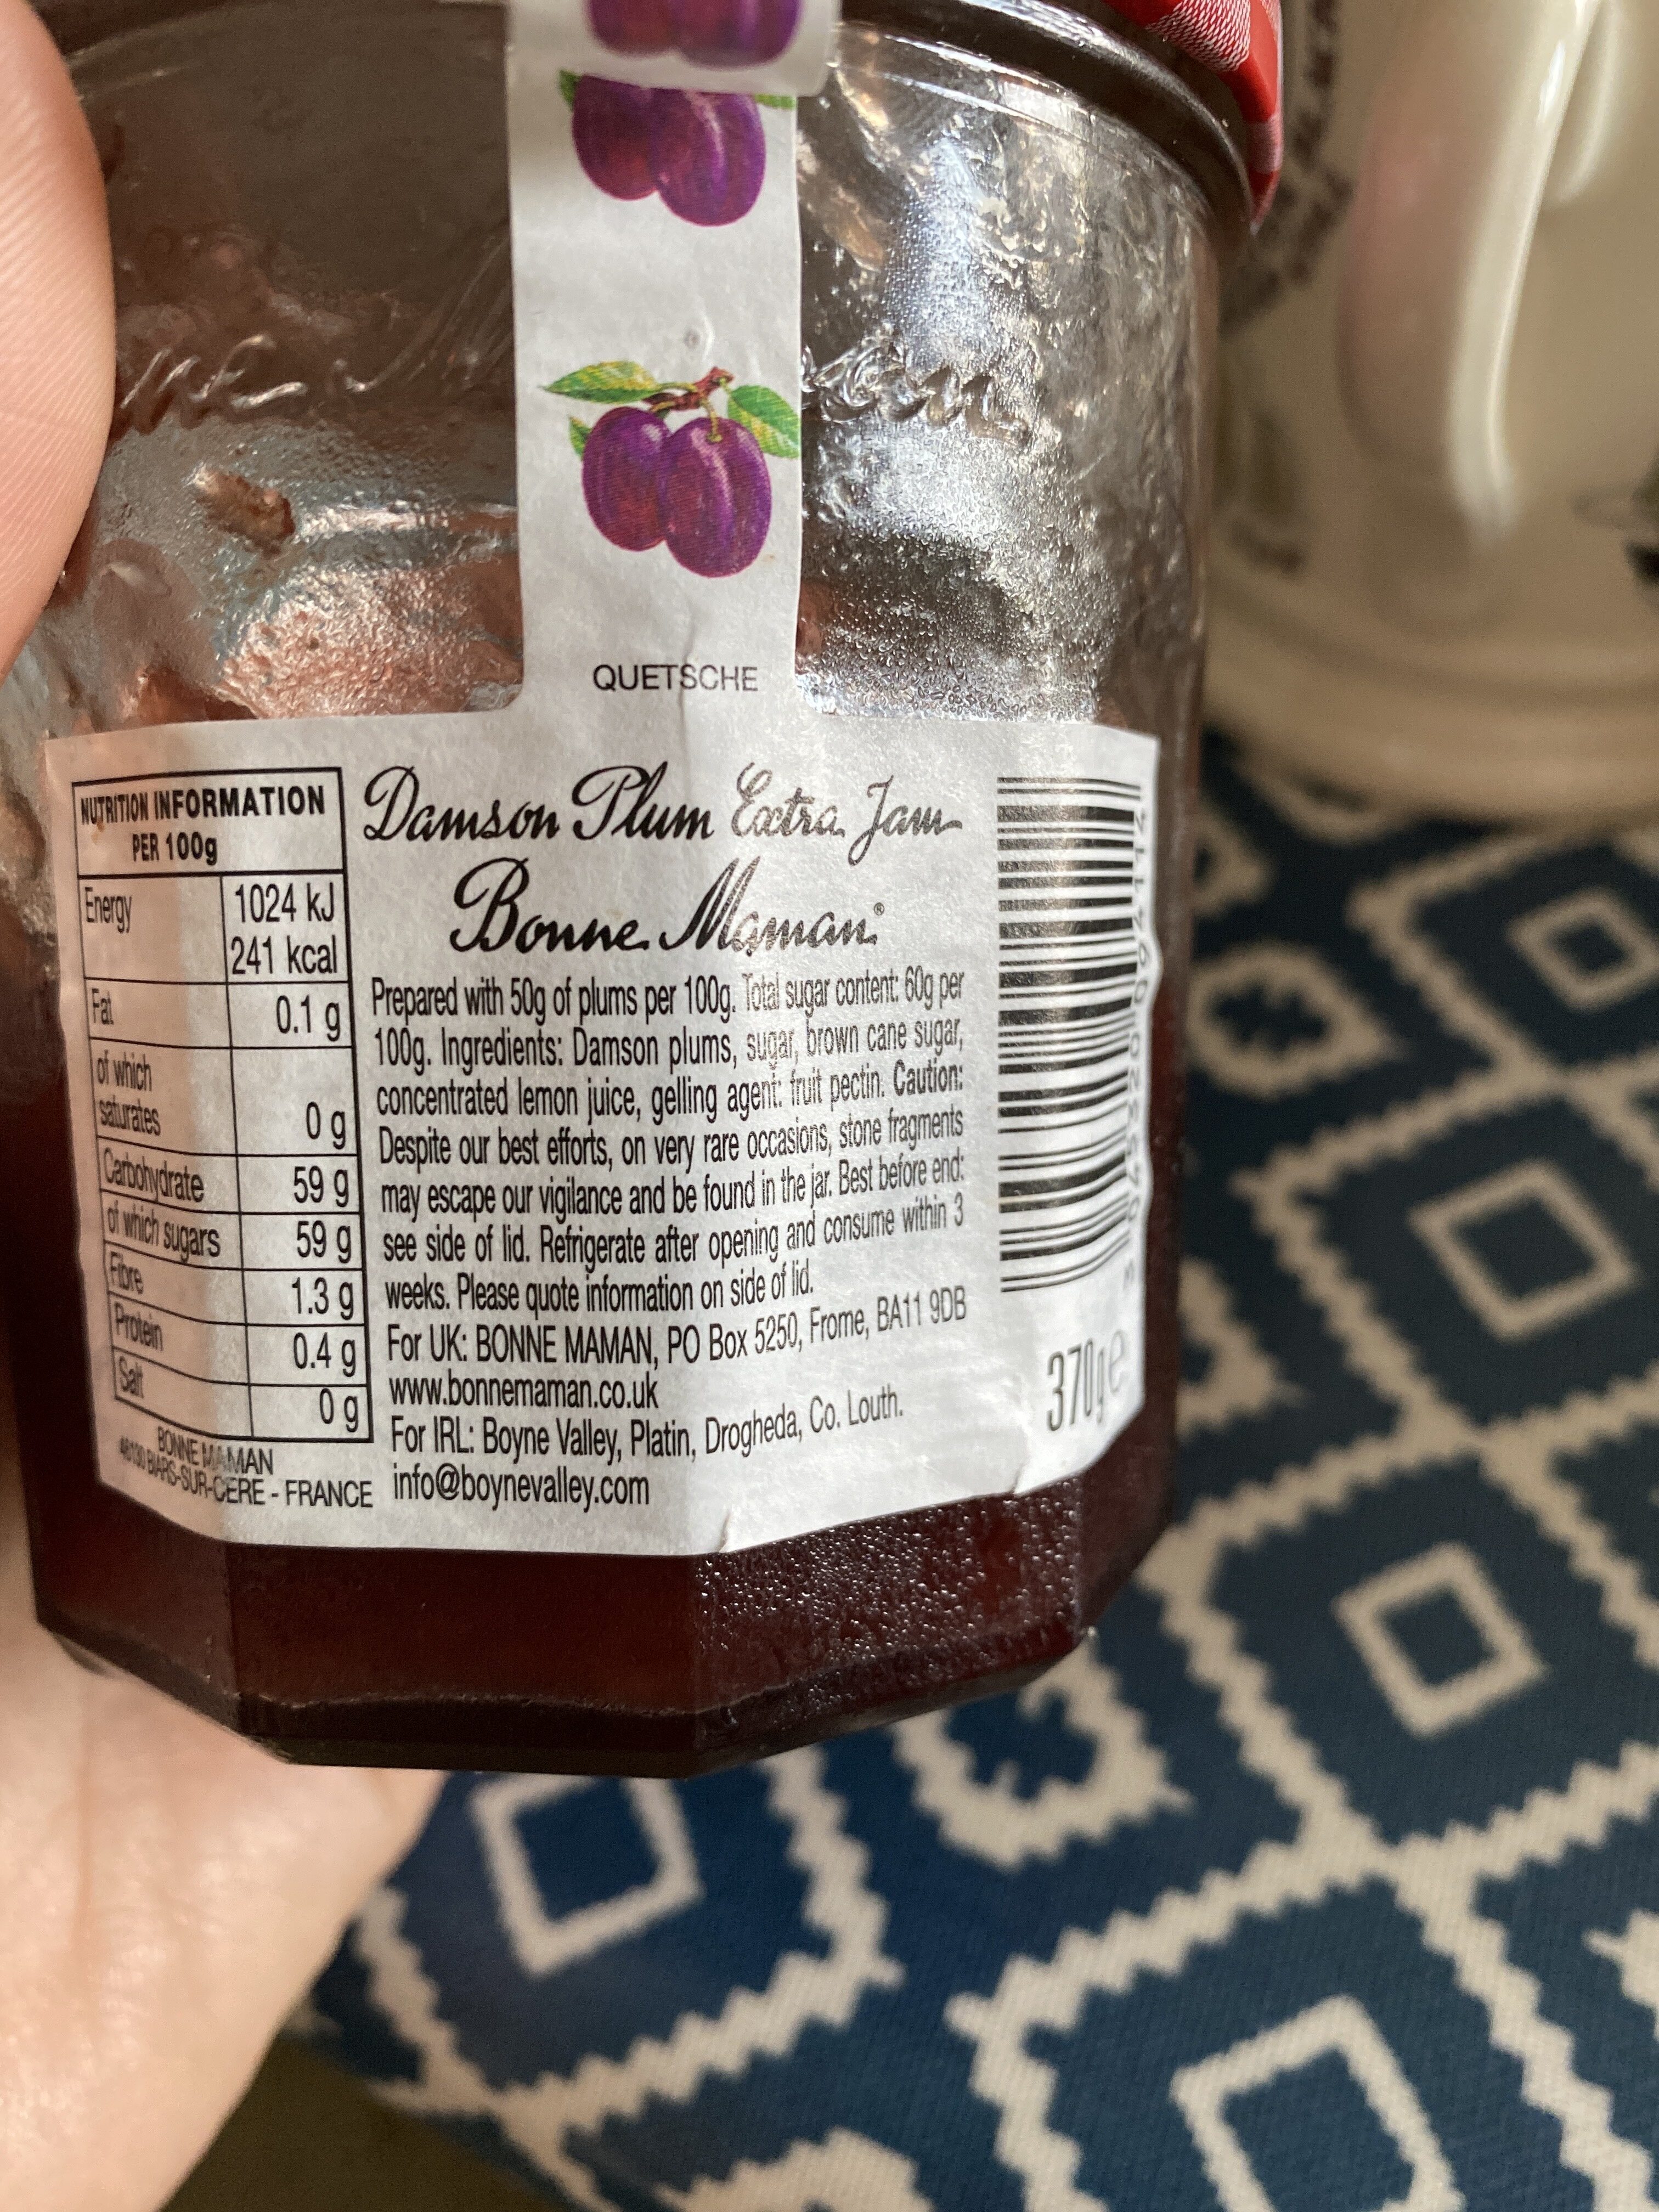 QUETSCHE
NUTRITION INFORMATION
PER 100g
Energy 1024 kJ
241 kcal
Fat 0.1 g
of which
saturates 0 g
Carbohydrate 59 g
of which sugars 59 g
Fibre 1.3 g
Protein 0.4 g
Salt 0 g
BONNE MAMAN
46130 BIARS-SUR-CERE - FRANCE
Damson Plum Extra Jam
Bonne Maman®
Prepared with 50g of plums per 100g. Total sugar content: 60g per
100g. Ingredients: Damson plums, sugar, brown cane sugar,
concentrated lemon juice, gelling agent: fruit pectin. Caution:
Despite our best efforts, on very rare occasions, stone fragments
may escape our vigilance and be found in the jar. Best before end:
see side of lid. Refrigerate after opening and consume within 3
weeks. Please quote information on side of lid.
For UK: BONNE MAMAN, PO Box 5250, Frome, BA11 9DB
www.bonnemaman.co.uk
For IRL: Boyne Valley, Platin, Drogheda, Co. Louth.
info@boynevalley.com
370g e